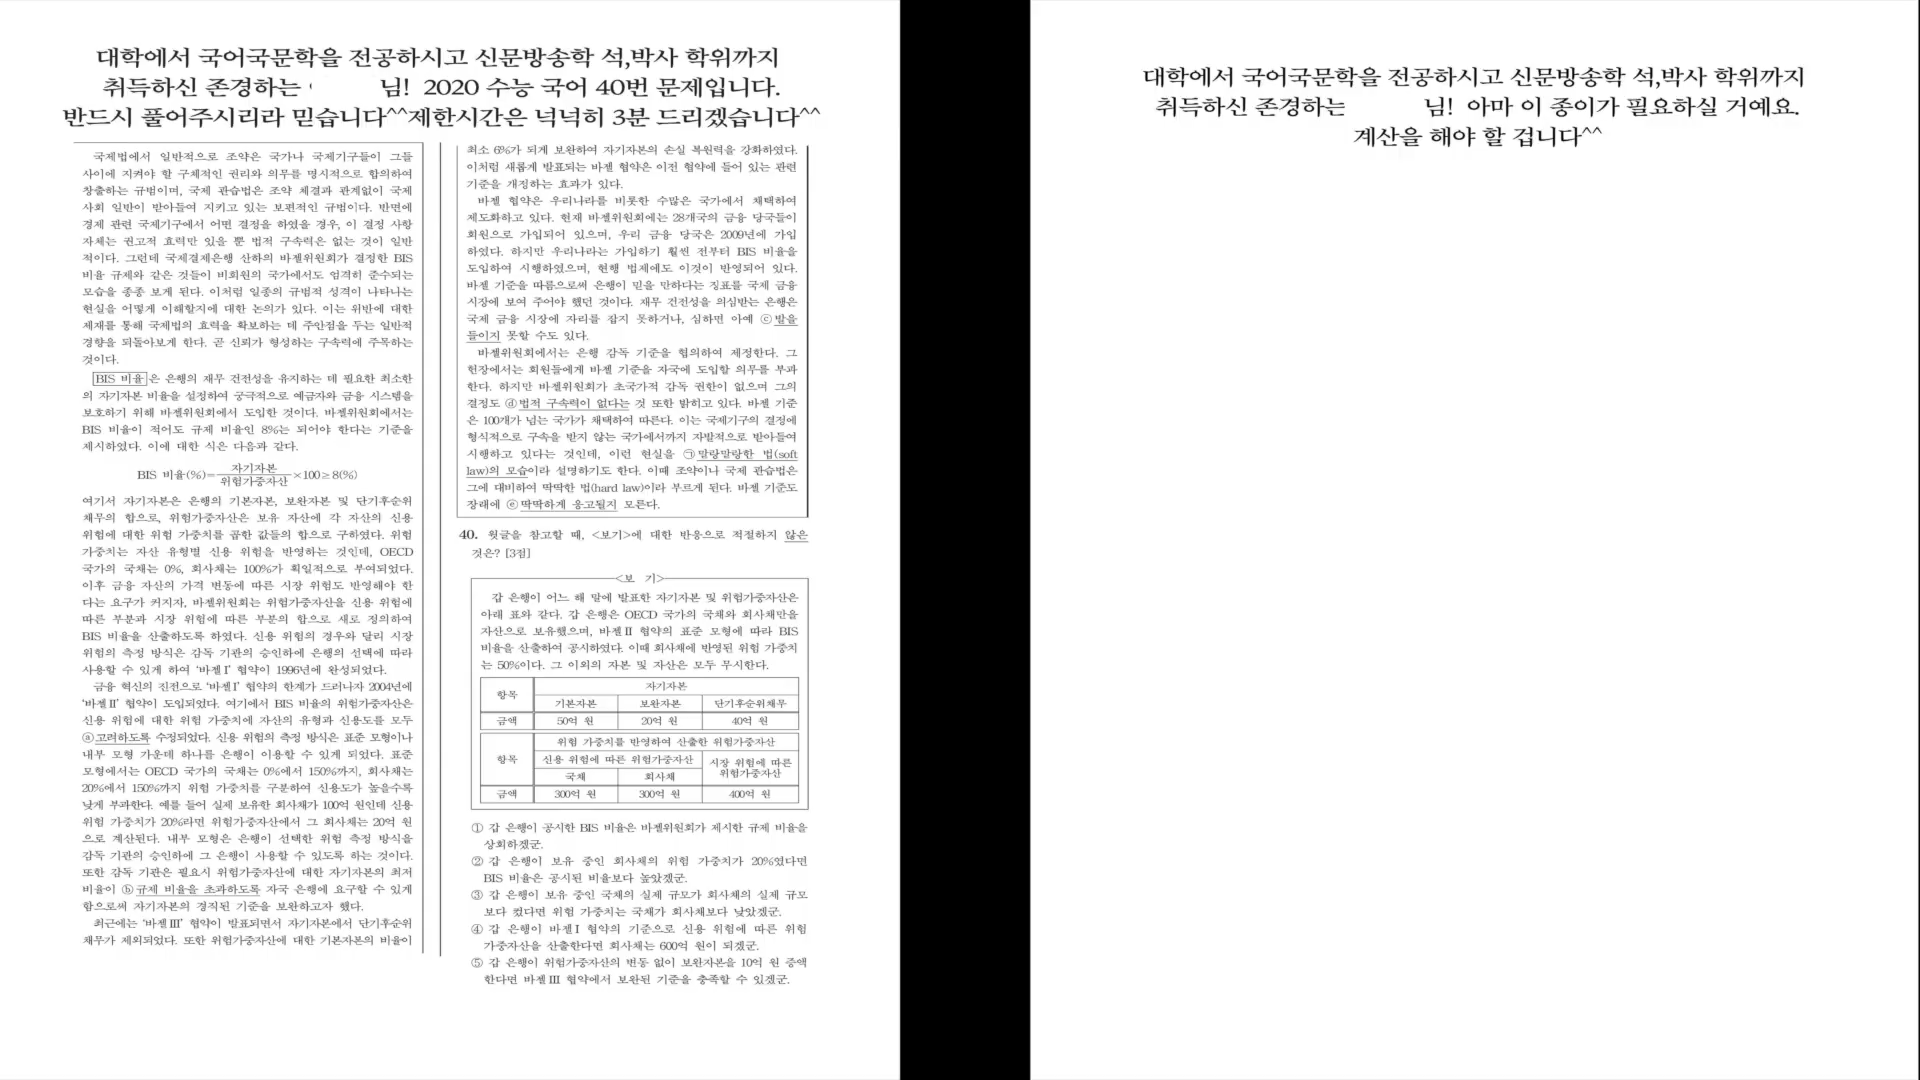 대학에서 국어국문학을 전공하시고 신문방송학 석,박사 학위까지
취득하신 존경하는 님! 2020 수능 국어 40번 문제입니다.
반드시 풀어주시리라 믿습니다^^제한시간은 넉넉히 3분 드리겠습니다^^
국제법에서 일반적으로 조약은 국가나 국제기구들이 그들
사이에 지켜야 할 구체적인 권리와 의무를 명시적으로 합의하여
창출하는 규범이며, 국제 관습법은 조약 체결과 관계없이 국제
사회 일반이 받아들여 지키고 있는 보편적인 규범이다. 반면에
경제 관련 국제기구에서 어떤 결정을 하였을 경우, 이 결정 사항
자체는 권고적 효력만 있을 뿐 법적 구속력은 없는 것이 일반
적이다. 그런데 국제결제은행 산하의 바젤위원회가 결정한 BIS
비율 규제와 같은 것들이 비회원의 국가에서도 엄격히 준수되는
모습을 종종 보게 된다. 이처럼 일종의 규범적 성격이 나타나는
현실을 어떻게 이해할지에 대한 논의가 있다. 이는 위반에 대한
제재를 통해 국제법의 효력을 확보하는 데 주안점을 두는 일반적
경향을 되돌아보게 한다. 곧 신뢰가 형성하는 구속력에 주목하는
것이다.
BIS 비율은 은행의 재무 건전성을 유지하는 데 필요한 최소한
의 자기자본 비율을 설정하여 궁극적으로 예금자와 금융 시스템을
보호하기 위해 바젤위원회에서 도입한 것이다. 바젤위원회에서는
BIS 비율이 적어도 규제 비율인 8%는 되어야 한다는 기준을
제시하였다. 이에 대한 식은 다음과 같다.
BIS 비율(%)=자기자본/위험가중자산×100≥8(%)
여기서 자기자본은 은행의 기본자본, 보완자본 및 단기후순위
채무의 합으로, 위험가중자산은 보유 자산에 각 자산의 신용
위험에 대한 위험 가중치를 곱한 값들의 합으로 구하였다. 위험
가중치는 자산 유형별 신용 위험을 반영하는 것인데, OECD
국가의 국채는 0%, 회사채는 100%가 획일적으로 부여되었다.
이후 금융 자산의 가격 변동에 따른 시장 위험도 반영해야 한
다는 요구가 커지자, 바젤위원회는 위험가중자산을 신용 위험에
따른 부분과 시장 위험에 따른 부분의 합으로 새로 정의하여
BIS 비율을 산출하도록 하였다. 신용 위험의 경우와 달리 시장
위험의 측정 방식은 감독 기관의 승인하에 은행의 선택에 따라
사용할 수 있게 하여 '바젤Ⅰ' 협약이 1996년에 완성되었다.
금융 혁신의 진전으로 '바젤Ⅰ' 협약의 한계가 드러나자 2004년에
'바젤Ⅱ' 협약이 도입되었다. 여기에서 BIS 비율의 위험가중자산은
신용 위험에 대한 위험 가중치에 자산의 유형과 신용도를 모두
ⓐ고려하도록 수정되었다. 신용 위험의 측정 방식은 표준 모형이나
내부 모형 가운데 하나를 은행이 이용할 수 있게 되었다. 표준
모형에서는 OECD 국가의 국채는 0%에서 150%까지, 회사채는
20%에서 150%까지 위험 가중치를 구분하여 신용도가 높을수록
낮게 부과한다. 예를 들어 실제 보유한 회사채가 100억 원인데 신용
위험 가중치가 20%라면 위험가중자산에서 그 회사채는 20억 원
으로 계산된다. 내부 모형은 은행이 선택한 위험 측정 방식을
감독 기관의 승인하에 그 은행이 사용할 수 있도록 하는 것이다.
또한 감독 기관은 필요시 위험가중자산에 대한 자기자본의 최저
비율이 ⓑ규제 비율을 초과하도록 자국 은행에 요구할 수 있게
함으로써 자기자본의 경직된 기준을 보완하고자 했다.
최근에는 '바젤Ⅲ' 협약이 발표되면서 자기자본에서 단기후순위
채무가 제외되었다. 또한 위험가중자산에 대한 기본자본의 비율이
최소 6%가 되게 보완하여 자기자본의 손실 복원력을 강화하였다.
이처럼 새롭게 발표되는 바젤 협약은 이전 협약에 들어 있는 관련
기준을 개정하는 효과가 있다.
바젤 협약은 우리나라를 비롯한 수많은 국가에서 채택하여
제도화하고 있다. 현재 바젤위원회에는 28개국의 금융 당국들이
회원으로 가입되어 있으며, 우리 금융 당국은 2009년에 가입
하였다. 하지만 우리나라는 가입하기 훨씬 전부터 BIS 비율을
도입하여 시행하였으며, 현행 법제에도 이것이 반영되어 있다.
바젤 기준을 따름으로써 은행이 믿을 만하다는 징표를 국제 금융
시장에 보여 주어야 했던 것이다. 재무 건전성을 의심받는 은행은
국제 금융 시장에 자리를 잡지 못하거나, 심하면 아예 ⓒ발을
들이지 못할 수도 있다.
바젤위원회에서는 은행 감독 기준을 협의하여 제정한다. 그
헌장에서는 회원들에게 바젤 기준을 자국에 도입할 의무를 부과
한다. 하지만 바젤위원회가 초국가적 감독 권한이 없으며 그의
결정도 ⓓ법적 구속력이 없다는 것 또한 밝히고 있다. 바젤 기준
은 100개가 넘는 국가가 채택하여 따른다. 이는 국제기구의 결정에
형식적으로 구속을 받지 않는 국가에서까지 자발적으로 받아들여
시행하고 있다는 것인데, 이런 현실을 ㉠말랑말랑한 법(soft
law)의 모습이라 설명하기도 한다. 이때 조약이나 국제 관습법은
그에 대비하여 딱딱한 법(hard law)이라 부르게 된다. 바젤 기준도
장래에 ⓔ딱딱하게 응고될지 모른다.
40. 윗글을 참고할 때, <보기>에 대한 반응으로 적절하지 않은
것은? [3점]
<보 기>
갑 은행이 어느 해 말에 발표한 자기자본 및 위험가중자산은
아래 표와 같다. 갑 은행은 OECD 국가의 국채와 회사채만을
자산으로 보유했으며, 바젤Ⅱ 협약의 표준 모형에 따라 BIS
비율을 산출하여 공시하였다. 이때 회사채에 반영된 위험 가중치
는 50%이다. 그 이외의 자본 및 자산은 모두 무시한다.
항목 자기자본
기본자본 보완자본 단기후순위채무
금액 50억 원 20억 원 40억 원
항목 위험 가중치를 반영하여 산출한 위험가중자산
신용 위험에 따른 위험가중자산 시장 위험에 따른
위험가중자산
국채 회사채
금액 300억 원 300억 원 400억 원
① 갑 은행이 공시한 BIS 비율은 바젤위원회가 제시한 규제 비율을
상회하겠군.
② 갑 은행이 보유 중인 회사채의 위험 가중치가 20%였다면
BIS 비율은 공시된 비율보다 높았겠군.
③ 갑 은행이 보유 중인 국채의 실제 규모가 회사채의 실제 규모
보다 컸다면 위험 가중치는 국채가 회사채보다 낮았겠군.
④ 갑 은행이 바젤Ⅰ 협약의 기준으로 신용 위험에 따른 위험
가중자산을 산출한다면 회사채는 600억 원이 되겠군.
⑤ 갑 은행이 위험가중자산의 변동 없이 보완자본을 10억 원 증액
한다면 바젤Ⅲ 협약에서 보완된 기준을 충족할 수 있겠군.
대학에서 국어국문학을 전공하시고 신문방송학 석,박사 학위까지
취득하신 존경하는 님! 아마 이 종이가 필요하실 거예요.
계산을 해야 할 겁니다^^